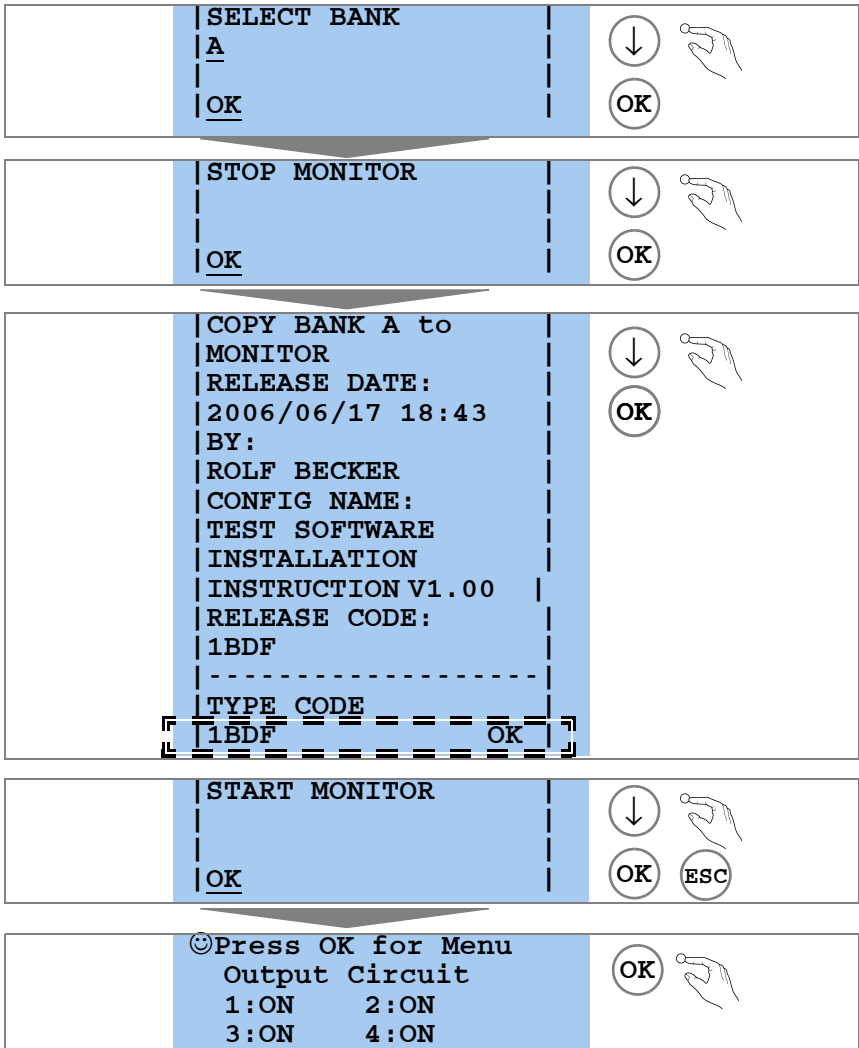 |SELECT BANK |
|A |
| |
|OK |
↓
OK
|STOP MONITOR |
| |
| |
|OK |
↓
OK
|COPY BANK A to |
|MONITOR |
|RELEASE DATE: |
|2006/06/17 18:43 |
|BY: |
|ROLF BECKER |
|CONFIG NAME: |
|TEST SOFTWARE |
|INSTALLATION |
|INSTRUCTION V1.00 |
|RELEASE CODE: |
|1BDF |
|-------------------|
|TYPE CODE |
|1BDF OK |
↓
OK
|START MONITOR |
| |
| |
|OK |
↓
OK ESC
☺Press OK for Menu
Output Circuit
1:ON 2:ON
3:ON 4:ON
OK